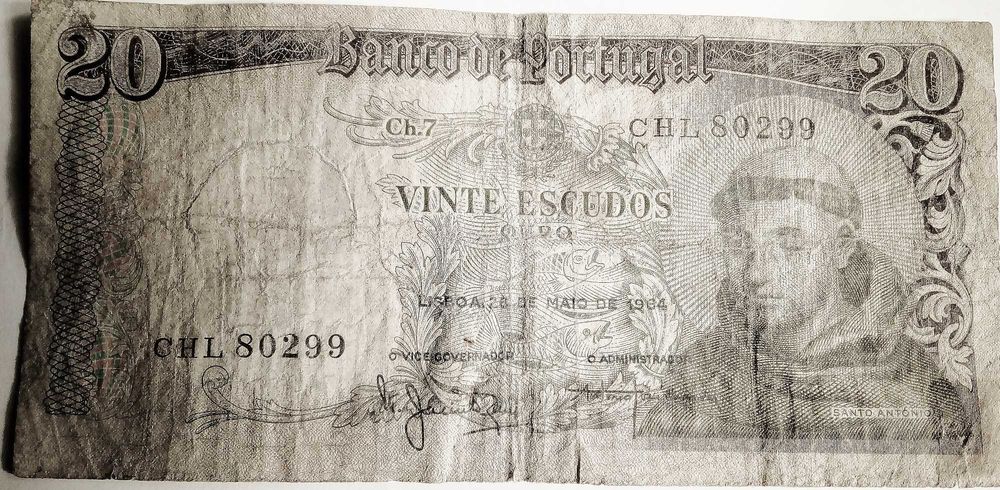 20 Banco de Portugal 20
Ch.7 CHL 80299
VINTE ESCUDOS
OURO
LISBOA, 26 DE MAIO DE 1964
CHL 80299
O VICE-GOVERNADOR O ADMINISTRADOR
SANTO ANTÓNIO